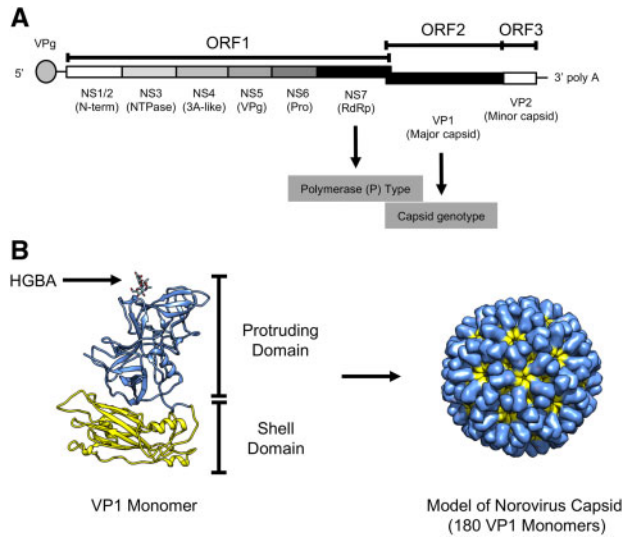 A
VPg
ORF1
ORF2
ORF3
5'
3' poly A
NS1/2
(N-term)
NS3
(NTPase)
NS4
(3A-like)
NS5
(VPg)
NS6
(Pro)
NS7
(RdRp)
VP1
(Major capsid)
VP2
(Minor capsid)
Polymerase (P) Type
Capsid genotype
B
HGBA
Protruding
Domain
Shell
Domain
VP1 Monomer
Model of Norovirus Capsid
(180 VP1 Monomers)